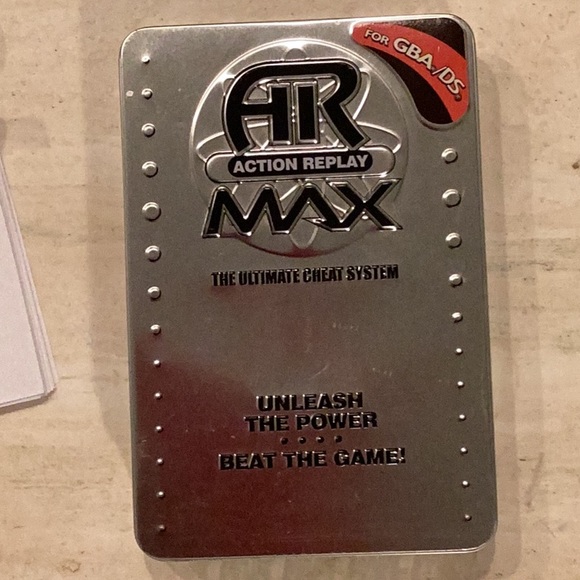 FOR GBA/DS®
AR
ACTION REPLAY
MAX
THE ULTIMATE CHEAT SYSTEM
UNLEASH
THE POWER
••••
BEAT THE GAME!